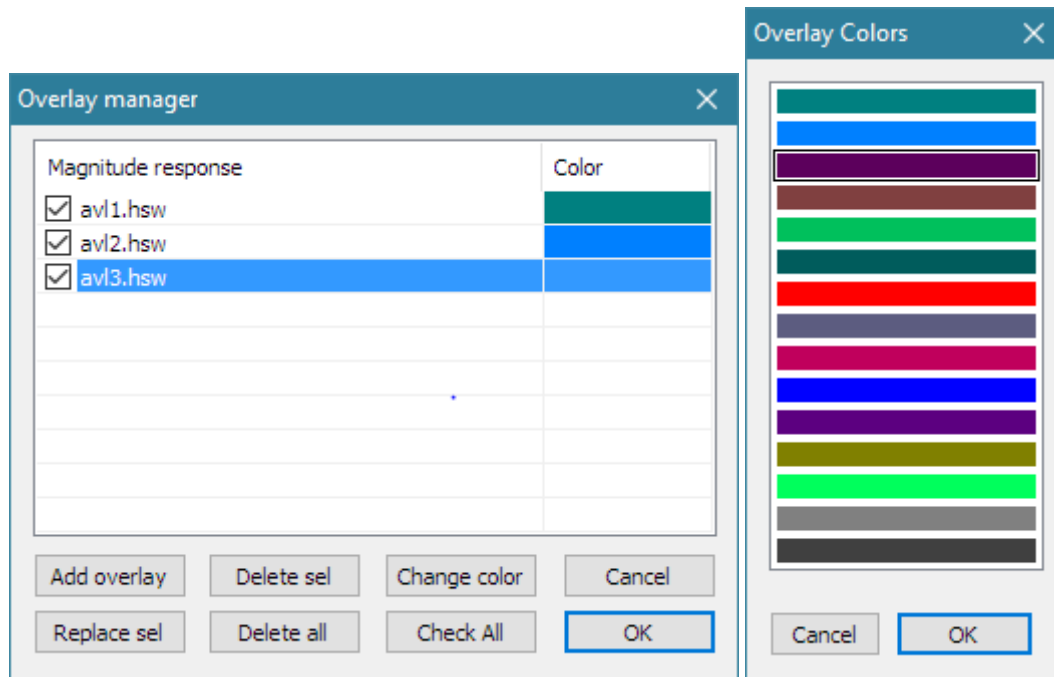 Overlay Colors
Overlay manager
Magnitude response Color
avl1.hsw
avl2.hsw
avl3.hsw
Add overlay Delete sel Change color Cancel
Replace sel Delete all Check All OK
Cancel OK